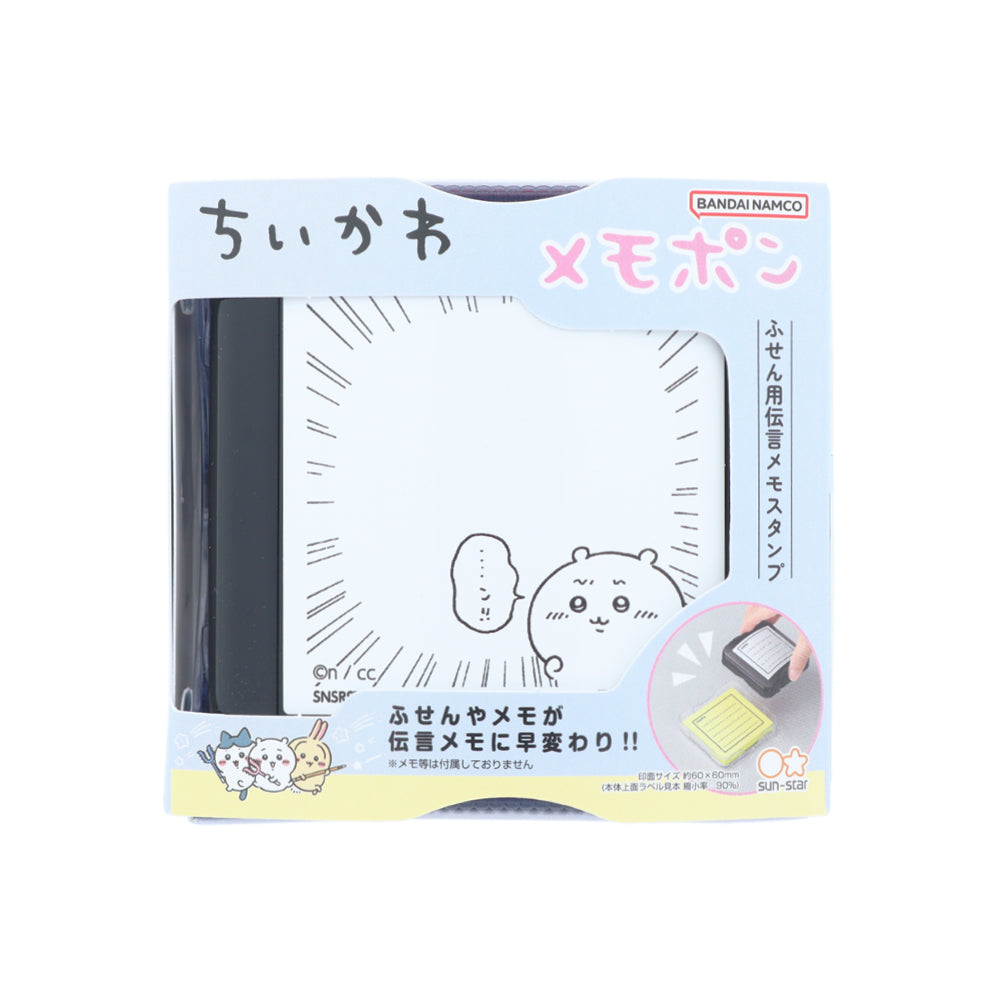 ちいかわ
BANDAI NAMCO
メモポン
ふせん用伝言メモスタンプ
……ン!!
©n / cc
SNSRS
ふせんやメモが
伝言メモに早変わり!!
※メモ等は付属しておりません
印面サイズ 約60×60mm
(本体上面ラベル見本 縮小率:90%)
sun-star